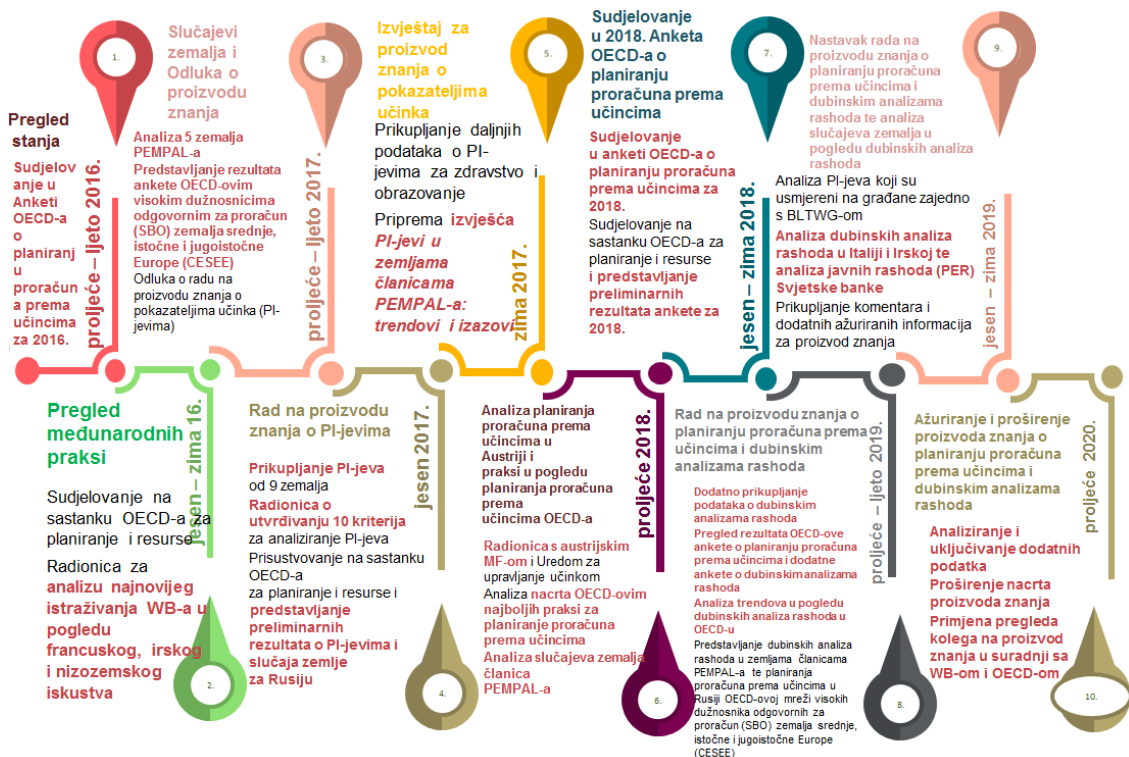 1.
Pregled
stanja
Sudjelov
anje u
Anketi
OECD-a
o
planiranj
u
proračun
a prema
učincima
za 2016.
proljeće – ljeto 2016.
Pregled
međunarodnih
praksi
Sudjelovanje na
sastanku OECD-a za
planiranje i resurse
Radionica za
analizu najnovijeg
istraživanja WB-a u
pogledu
francuskog, irskog
i nizozemskog
iskustva
jesen – zima 16.
2.
Slučajevi
zemalja i
Odluka o
proizvodu
znanja
Analiza 5 zemalja
PEMPAL-a
Predstavljanje rezultata
ankete OECD-ovim
visokim dužnosnicima
odgovornim za proračun
(SBO) zemalja srednje,
istočne i jugoistočne
Europe (CESEE)
Odluka o radu na
proizvodu znanja o
pokazateljima učinka (PI-
jevima)
3.
proljeće – ljeto 2017.
Rad na proizvodu
znanja o PI-jevima
Prikupljanje PI-jeva
od 9 zemalja
Radionica o
utvrđivanju 10 kriterija
za analiziranje PI-jeva
Prisustvovanje na sastanku
OECD-a
za planiranje i resurse i
predstavljanje
preliminarnih
rezultata o PI-jevima i
slučaja zemlje
za Rusiju
jesen 2017.
4.
Izvještaj za
proizvod
znanja o
pokazateljima
učinka
Prikupljanje daljnjih
podataka o PI-
jevima za zdravstvo i
obrazovanje
Priprema izvješća
PI-jevi u
zemljama
članicama
PEMPAL-a:
trendovi i izazovi
5.
zima 2017.
Analiza planiranja
proračuna prema
učincima u
Austriji i
praksi u pogledu
planiranja proračuna
prema
učincima OECD-a
Radionica s austrijskim
MF-om i Uredom za
upravljanje učinkom
Analiza nacrta OECD-ovim
najboljih praksi za
planiranje proračuna
prema učincima
Analiza slučajeva zemalja
članica
PEMPAL-a
proljeće 2018.
6.
Sudjelovanje
u 2018. Anketa
OECD-a o
planiranju
proračuna prema
učincima
Sudjelovanje
u anketi OECD-a o
planiranju proračuna
prema učincima za
2018.
Sudjelovanje na
sastanku OECD-a za
planiranje i resurse
i predstavljanje
preliminarnih
rezultata ankete za
2018.
7.
jesen – zima 2018.
Rad na proizvodu znanja o
planiranju proračuna prema
učincima i dubinskim
analizama rashoda
Dodatno prikupljanje
podataka o dubinskim
analizama rashoda
Pregled rezultata OECD-ove
ankete o planiranju proračuna
prema učincima i dodatne
ankete o dubinskim analizama
rashoda
Analiza trendova u pogledu
dubinskih analiza rashoda u
OECD-u
Predstavljanje dubinskih analiza
rashoda u zemljama članicama
PEMPAL-a te planiranja
proračuna prema učincima u
Rusiji OECD-ovoj mreži visokih
dužnosnika odgovornih za
proračun (SBO) zemalja srednje,
istočne i jugoistočne Europe
(CESEE)
proljeće – ljeto 2019.
8.
Nastavak rada na
proizvodu znanja o
planiranju proračuna
prema učincima i
dubinskim analizama
rashoda te analiza
slučajeva zemalja u
pogledu dubinskih analiza
rashoda
Analiza PI-jeva koji su
usmjereni na građane zajedno
s BLTWG-om
Analiza dubinskih analiza
rashoda u Italiji i Irskoj te
analiza javnih rashoda (PER)
Svjetske banke
Prikupljanje komentara i
dodatnih ažuriranih informacija
za proizvod znanja
9.
jesen – zima 2019.
Ažuriranje i proširenje
proizvoda znanja o
planiranju proračuna
prema učincima i
dubinskim analizama
rashoda
Analiziranje i
uključivanje dodatnih
podatka
Proširenje nacrta
proizvoda znanja
Primjena pregleda
kolega na proizvod
znanja u suradnji sa
WB-om i OECD-om
proljeće 2020.
10.